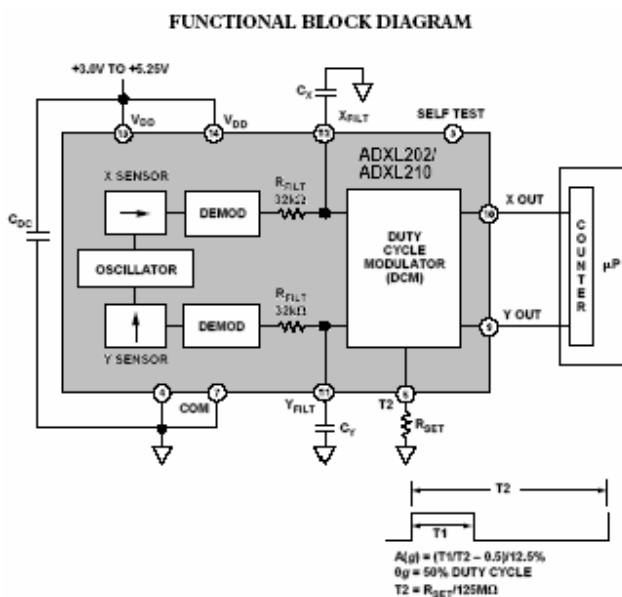 FUNCTIONAL BLOCK DIAGRAM
+3.0V TO +5.25V
CX
VDD
VDD
XFILT
SELF TEST
13
14
ADXL202/
ADXL210
X SENSOR
RFILT
32kΩ
DEMOD
X OUT
10
CDC
OSCILLATOR
DUTY
CYCLE
MODULATOR
(DCM)
COUNTER
µP
RFILT
32kΩ
DEMOD
Y OUT
9
Y SENSOR
4
COM
7
YFILT
11
T2
CY
RSET
T2
T1
A(g) = (T1/T2 – 0.5)/12.5%
0g = 50% DUTY CYCLE
T2 = RSET/125MΩ